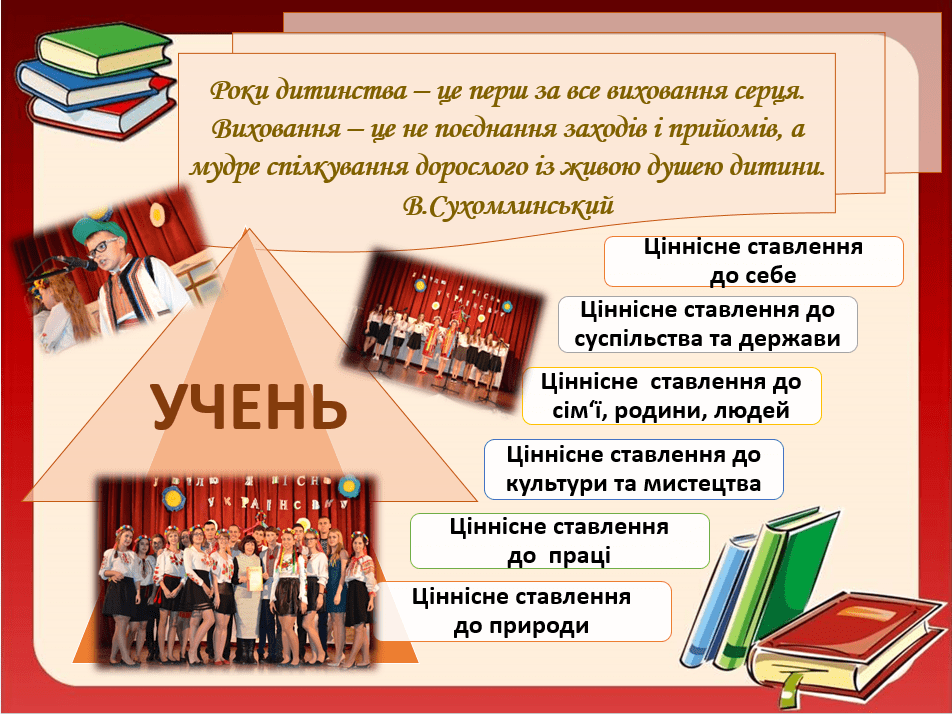 Роки дитинства – це перш за все виховання серця.
Виховання – це не поєднання заходів і прийомів, а
мудре спілкування дорослого із живою душею дитини.
В.Сухомлинський
Ціннісне ставлення
до себе
Ціннісне ставлення до
суспільства та держави
Ціннісне ставлення до
сім‘ї, родини, людей
УЧЕНЬ
Ціннісне ставлення до
культури та мистецтва
Ціннісне ставлення
до праці
Ціннісне ставлення
до природи